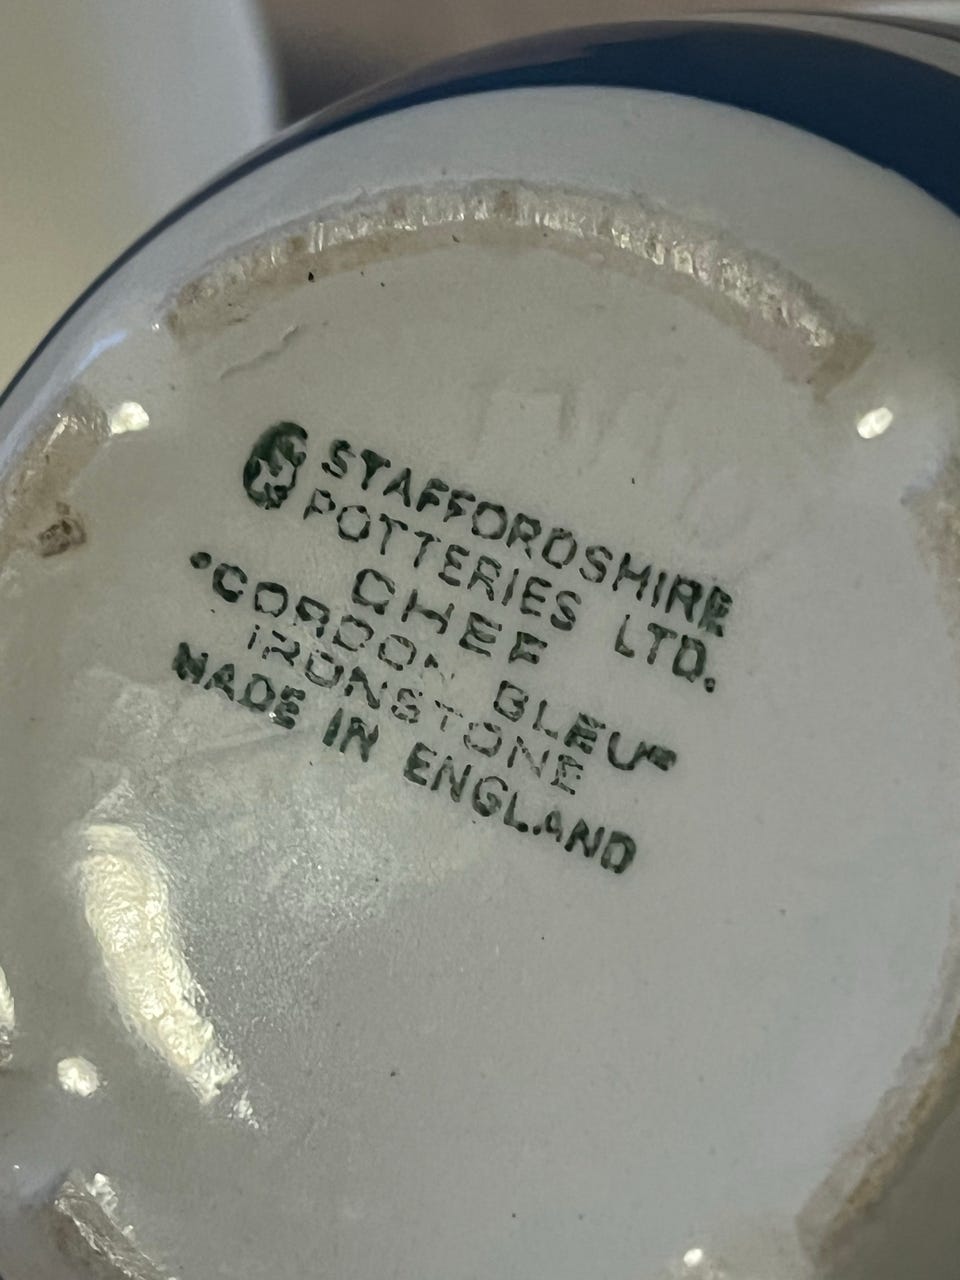 STAFFORDSHIRE
POTTERIES LTD.
CHEF
"CORDON BLEU"
IRONSTONE
MADE IN ENGLAND